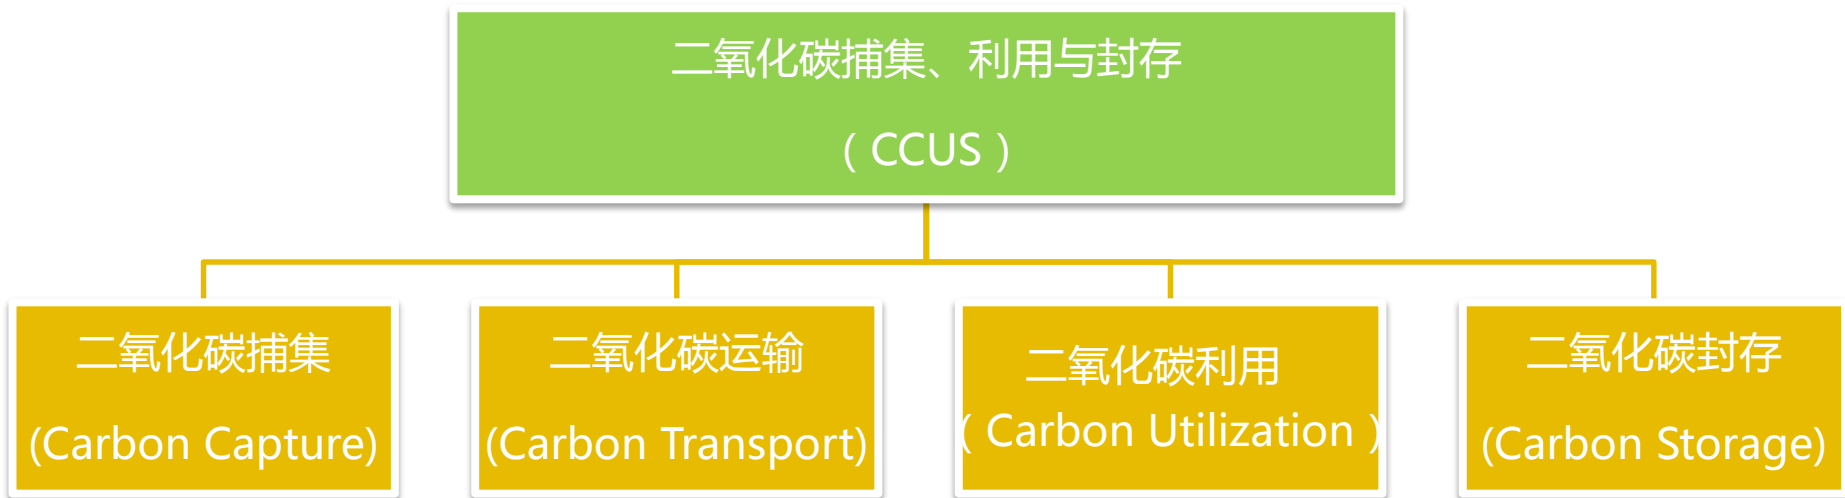 二氧化碳捕集、利用与封存
（ CCUS ）
二氧化碳捕集
(Carbon Capture)
二氧化碳运输
(Carbon Transport)
二氧化碳利用
（ Carbon Utilization ）
二氧化碳封存
(Carbon Storage)